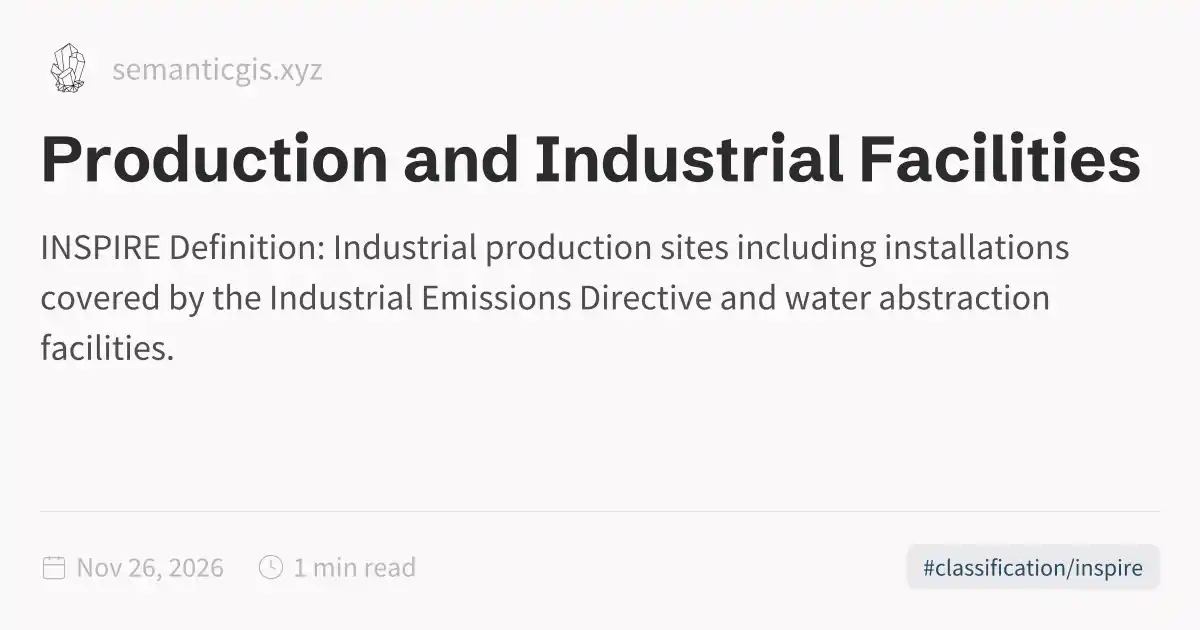 semanticgis.xyz
Production and Industrial Facilities
INSPIRE Definition: Industrial production sites including installations
covered by the Industrial Emissions Directive and water abstraction
facilities.
Nov 26, 2026
1 min read
#classification/inspire